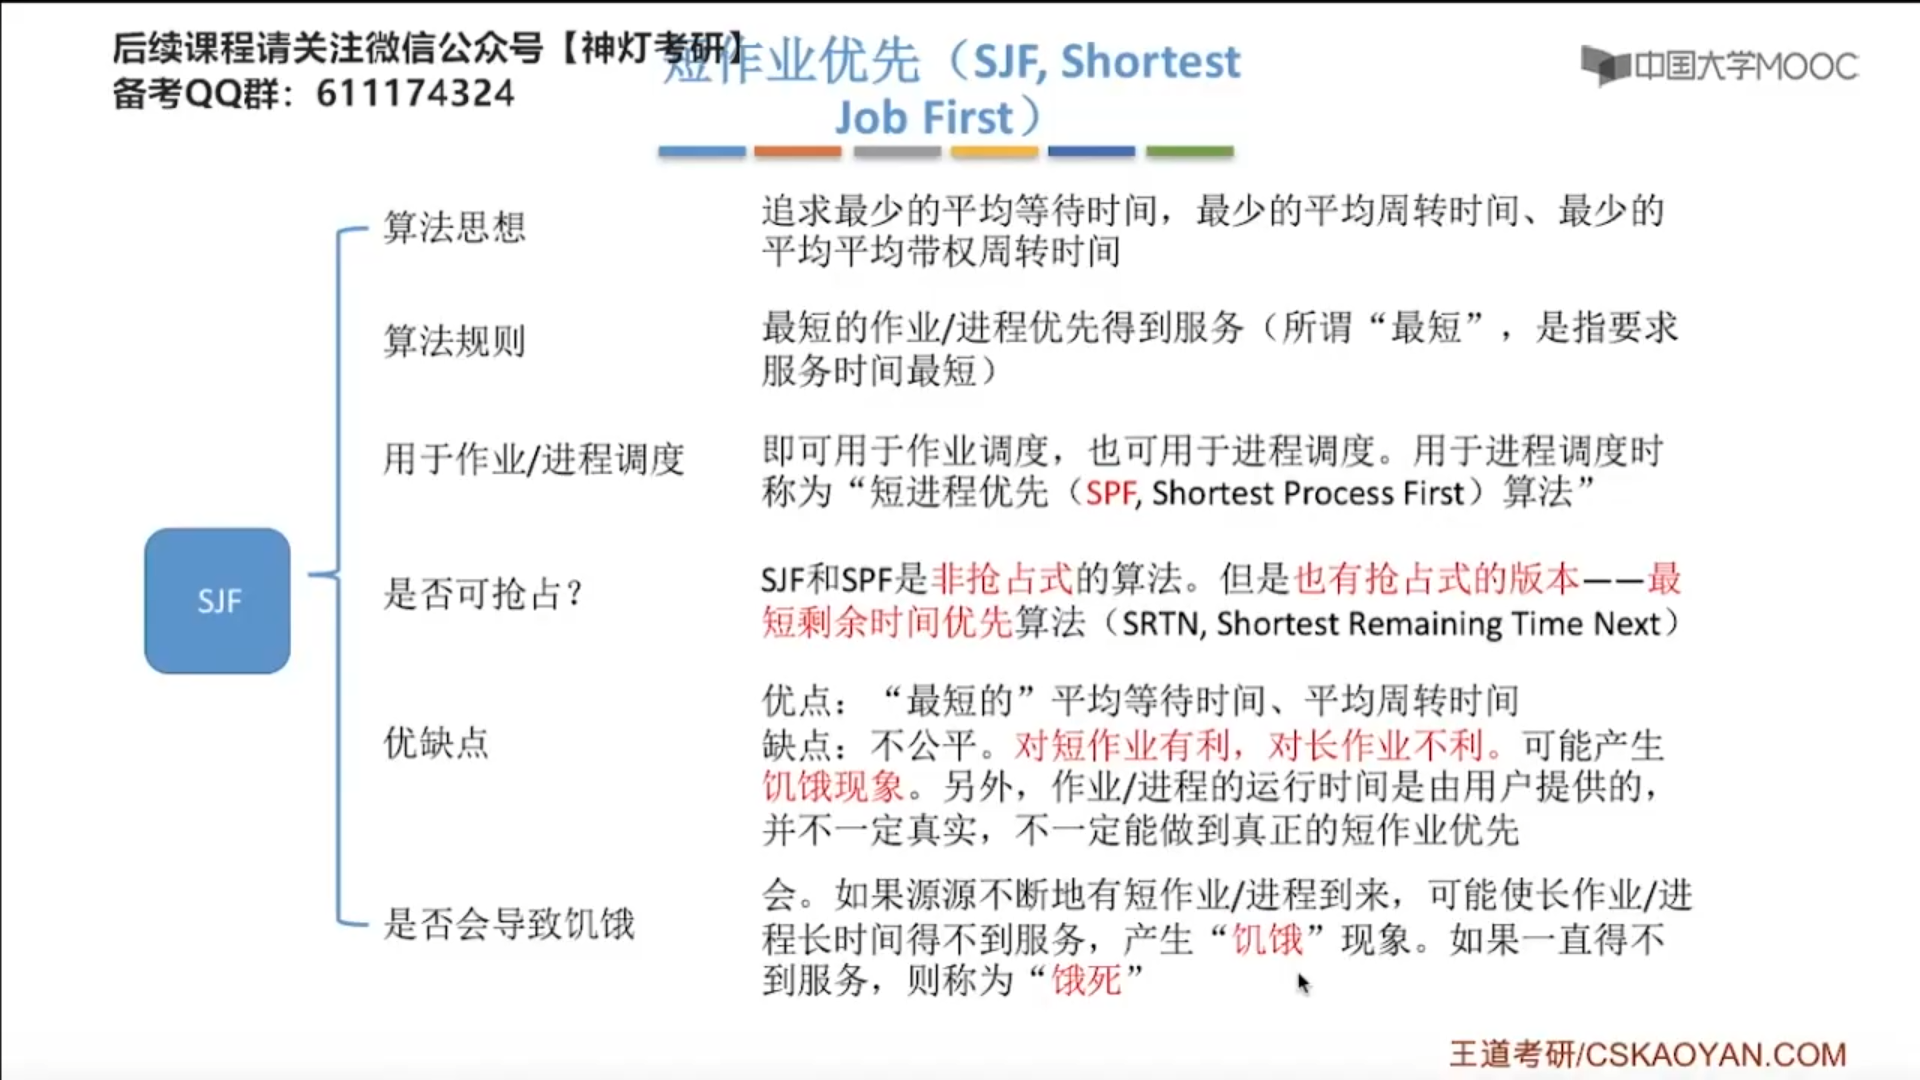 后续课程请关注微信公众号【神灯考研】
备考QQ群：611174324
短作业优先（SJF, Shortest
Job First）
中国大学MOOC
算法思想
追求最少的平均等待时间，最少的平均周转时间、最少的
平均平均带权周转时间
算法规则
最短的作业/进程优先得到服务（所谓“最短”，是指要求
服务时间最短）
用于作业/进程调度
即可用于作业调度，也可用于进程调度。用于进程调度时
称为“短进程优先（SPF, Shortest Process First）算法”
SJF
是否可抢占？
SJF和SPF是非抢占式的算法。但是也有抢占式的版本——最
短剩余时间优先算法（SRTN, Shortest Remaining Time Next）
优缺点
优点：“最短的”平均等待时间、平均周转时间
缺点：不公平。对短作业有利，对长作业不利。可能产生
饥饿现象。另外，作业/进程的运行时间是由用户提供的，
并不一定真实，不一定能做到真正的短作业优先
是否会导致饥饿
会。如果源源不断地有短作业/进程到来，可能使长作业/进
程长时间得不到服务，产生“饥饿”现象。如果一直得不
到服务，则称为“饿死”
王道考研/CSKAOYAN.COM